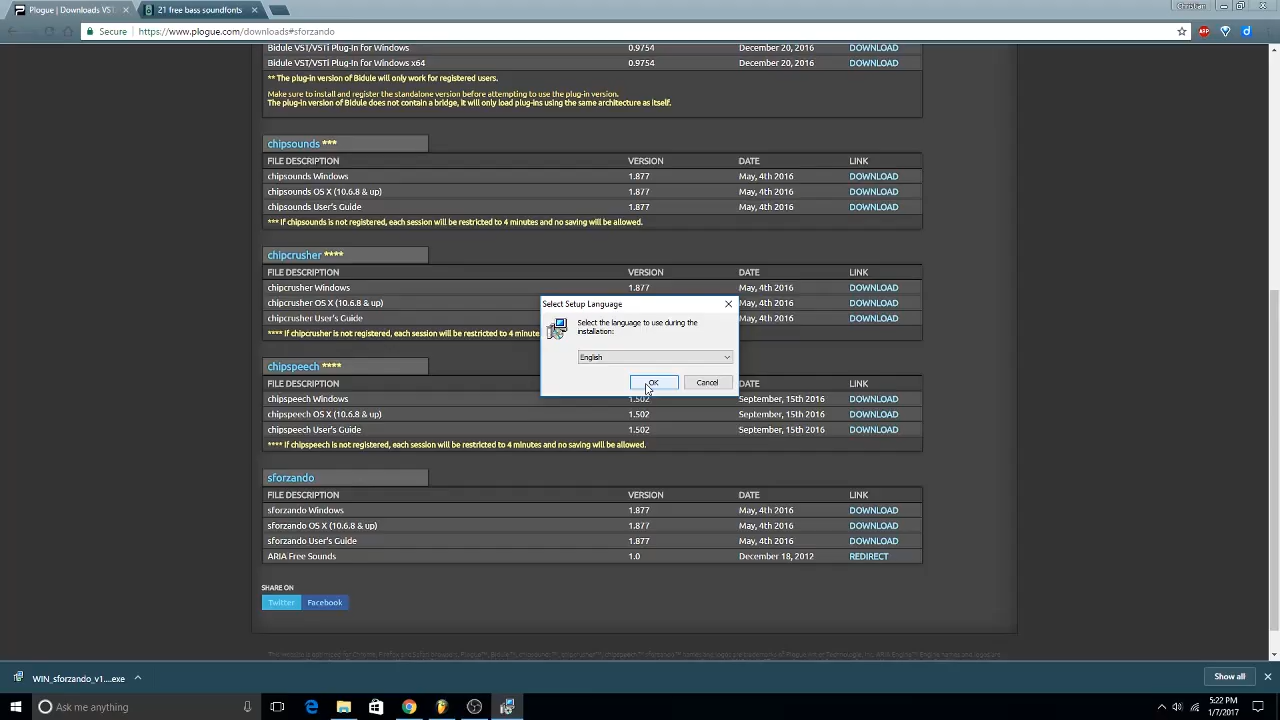 Plogue | Downloads VST
21 free bass soundfonts
Christian
Secure
https://www.plogue.com/downloads#sforzando
ABP
Bidule VST/VSTi Plug-In for Windows 0.9754 December 20, 2016 DOWNLOAD
Bidule VST/VSTi Plug-In for Windows x64 0.9754 December 20, 2016 DOWNLOAD
** The plug-in version of Bidule will only work for registered users.
Make sure to install and register the standalone version before attempting to use the plug-in version.
The plug-in version of Bidule does not contain a bridge, it will only load plug-ins using the same architecture as itself.
chipsounds ***
FILE DESCRIPTION VERSION DATE LINK
chipsounds Windows 1.877 May, 4th 2016 DOWNLOAD
chipsounds OS X (10.6.8 & up) 1.877 May, 4th 2016 DOWNLOAD
chipsounds User's Guide 1.877 May, 4th 2016 DOWNLOAD
*** If chipsounds is not registered, each session will be restricted to 4 minutes and no saving will be allowed.
chipcrusher ****
FILE DESCRIPTION VERSION DATE LINK
chipcrusher Windows 1.877 May, 4th 2016 DOWNLOAD
chipcrusher OS X (10.6.8 & up) DOWNLOAD
chipcrusher User's Guide DOWNLOAD
**** If chipcrusher is not registered, each session will be restricted to 4 minute
Select Setup Language
Select the language to use during the
installation:
English
OK Cancel
chipspeech ****
FILE DESCRIPTION VERSION DATE LINK
chipspeech Windows 1.502 September, 15th 2016 DOWNLOAD
chipspeech OS X (10.6.8 & up) 1.502 September, 15th 2016 DOWNLOAD
chipspeech User's Guide 1.502 September, 15th 2016 DOWNLOAD
**** If chipspeech is not registered, each session will be restricted to 4 minutes and no saving will be allowed.
sforzando
FILE DESCRIPTION VERSION DATE LINK
sforzando Windows 1.877 May, 4th 2016 DOWNLOAD
sforzando OS X (10.6.8 & up) 1.877 May, 4th 2016 DOWNLOAD
sforzando User's Guide 1.877 May, 4th 2016 DOWNLOAD
ARIA Free Sounds 1.0 December 18, 2012 REDIRECT
SHARE ON
Twitter Facebook
WIN_sforzando_v1....exe
Show all
Ask me anything
5:22 PM
1/7/2017